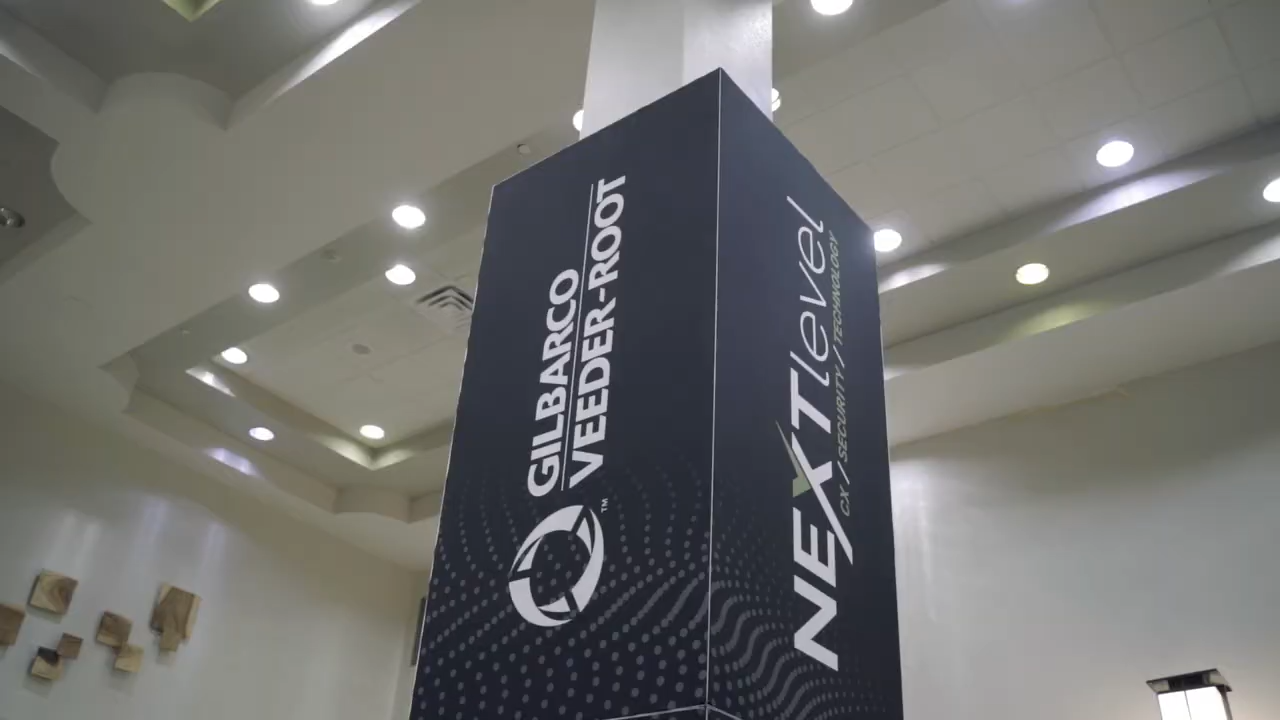 GILBARCO
VEEDER-ROOT
TM
NEXTlevel
CX / SECURITY / TECHNOLOGY